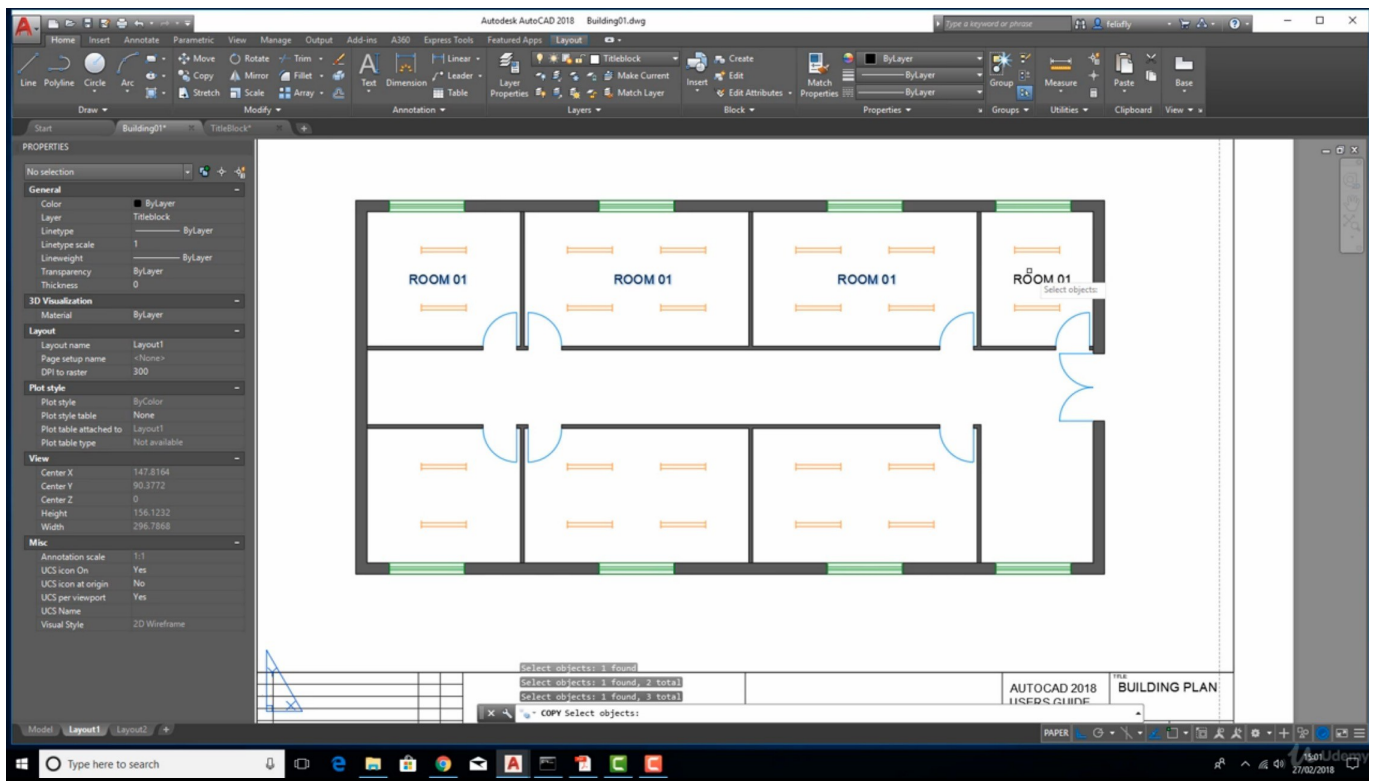 Autodesk AutoCAD 2018 Building01.dwg
Type a keyword or phrase
felafly
Home Insert Annotate Parametric View Manage Output Add-ins A360 Express Tools Featured Apps Layout
Line Polyline Circle Arc
Move Rotate Trim
Copy Mirror Fillet
Stretch Scale Array
Text Dimension
Linear
Leader
Table
Layer Properties
Titleblock
Make Current
Match Layer
Insert
Create
Edit
Edit Attributes
Match Properties
ByLayer
ByLayer
ByLayer
Group
Measure
Paste
Base
Draw Modify Annotation Layers Block Properties Groups Utilities Clipboard View
Start Building01* TitleBlock*
PROPERTIES
No selection
General
Color ByLayer
Layer Titleblock
Linetype ByLayer
Linetype scale 1
Lineweight ByLayer
Transparency ByLayer
Thickness 0
3D Visualization
Material ByLayer
Layout
Layout name Layout1
Page setup name <None>
DPI to raster 300
Plot style
Plot style ByColor
Plot style table None
Plot table attached to Layout1
Plot table type Not available
View
Center X 147.8164
Center Y 90.3772
Center Z 0
Height 156.1232
Width 296.7868
Misc
Annotation scale 1:1
UCS icon On Yes
UCS icon at origin No
UCS per viewport Yes
UCS Name
Visual Style 2D Wireframe
ROOM 01 ROOM 01 ROOM 01 ROOM 01
Select objects:
Y
X
Select objects: 1 found
Select objects: 1 found, 2 total
Select objects: 1 found, 3 total
COPY Select objects:
AUTOCAD 2018
USERS GUIDE
TITLE
BUILDING PLAN
Model Layout1 Layout2 +
PAPER
Type here to search
15:01
27/02/2018
Udemy